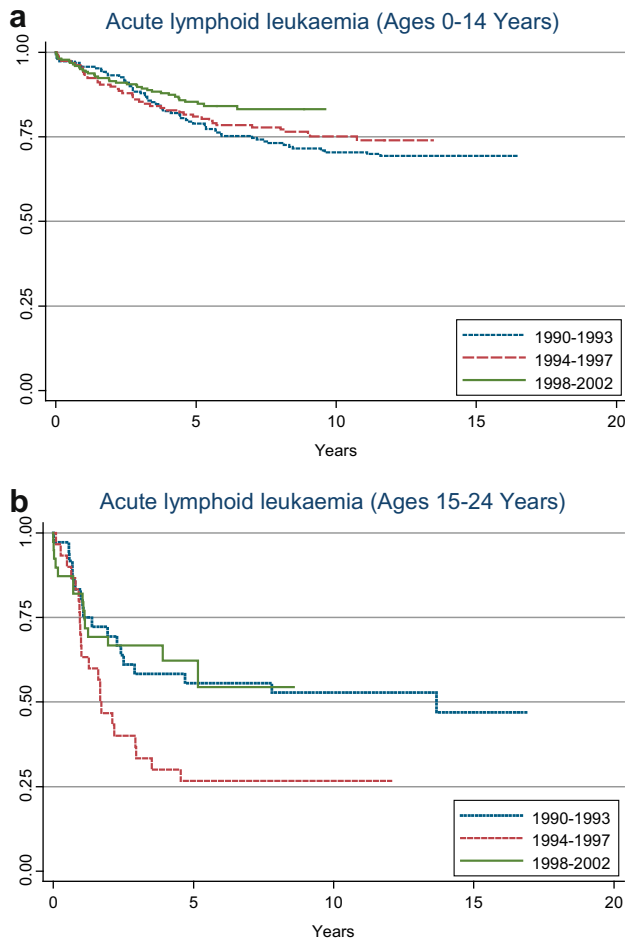 a
Acute lymphoid leukaemia (Ages 0-14 Years)
1.00
0.75
0.50
0.25
0.00
1990-1993
1994-1997
1998-2002
0 5 10 15 20
Years
b
Acute lymphoid leukaemia (Ages 15-24 Years)
1.00
0.75
0.50
0.25
0.00
1990-1993
1994-1997
1998-2002
0 5 10 15 20
Years